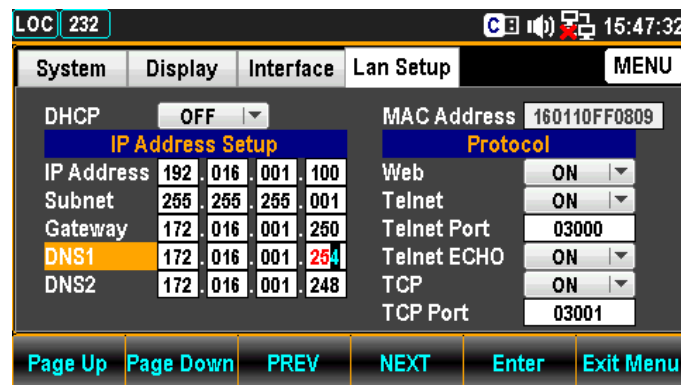 LOC 232 C 15:47:32
System Display Interface Lan Setup MENU
DHCP OFF MAC Address 160110FF0809
IP Address Setup Protocol
IP Address 192 . 016 . 001 . 100 Web ON
Subnet 255 . 255 . 255 . 001 Telnet ON
Gateway 172 . 016 . 001 . 250 Telnet Port 03000
DNS1 172 . 016 . 001 . 254 Telnet ECHO ON
DNS2 172 . 016 . 001 . 248 TCP ON
TCP Port 03001
Page Up Page Down PREV NEXT Enter Exit Menu